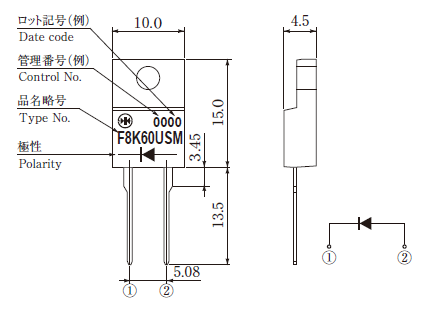 ロット記号(例)
Date code
管理番号(例)
Control No.
品名略号
Type No.
極性
Polarity
10.0
4.5
0000
F8K60USM
15.0
3.45
13.5
5.08
① ②
① ②